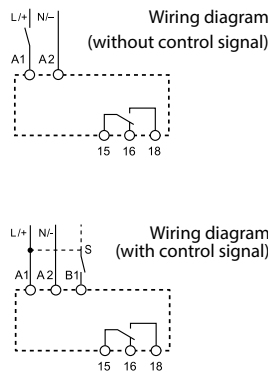 Wiring diagram
(without control signal)
L/+ N/–
A1 A2
15 16 18
Wiring diagram
(with control signal)
L/+ N/-
S
A1 A2 B1
15 16 18